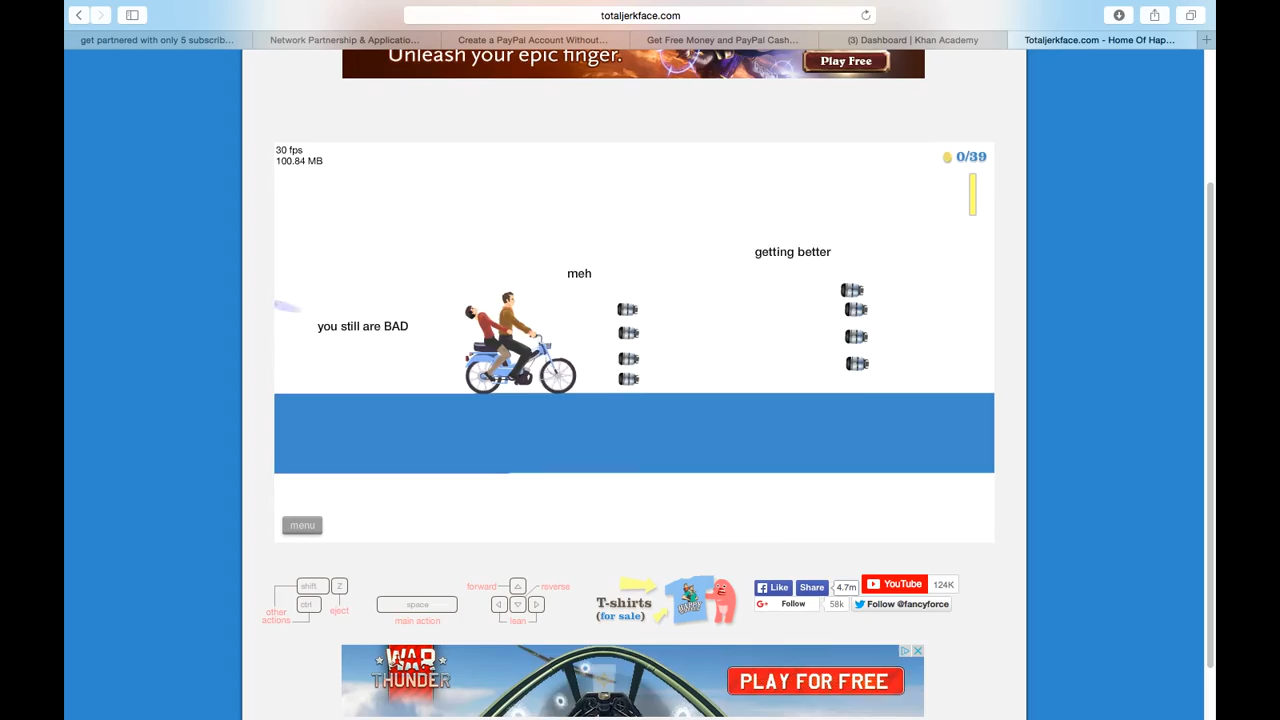 totaljerkface.com
get partnered with only 5 subscrib...
Network Partnership & Applicatio...
Create a PayPal Account Without...
Get Free Money and PayPal Cash...
(3) Dashboard | Khan Academy
Totaljerkface.com - Home Of Hap...
Unleash your epic finger.
Play Free
30 fps
100.84 MB
0/39
getting better
meh
you still are BAD
menu
shift
Z
ctrl
other
actions
eject
space
main action
forward
reverse
lean
T-shirts
(for sale)
HAPPY
Like
Share
4.7m
YouTube
124K
Follow
58k
Follow @fancyforce
WAR
THUNDER
PLAY FOR FREE